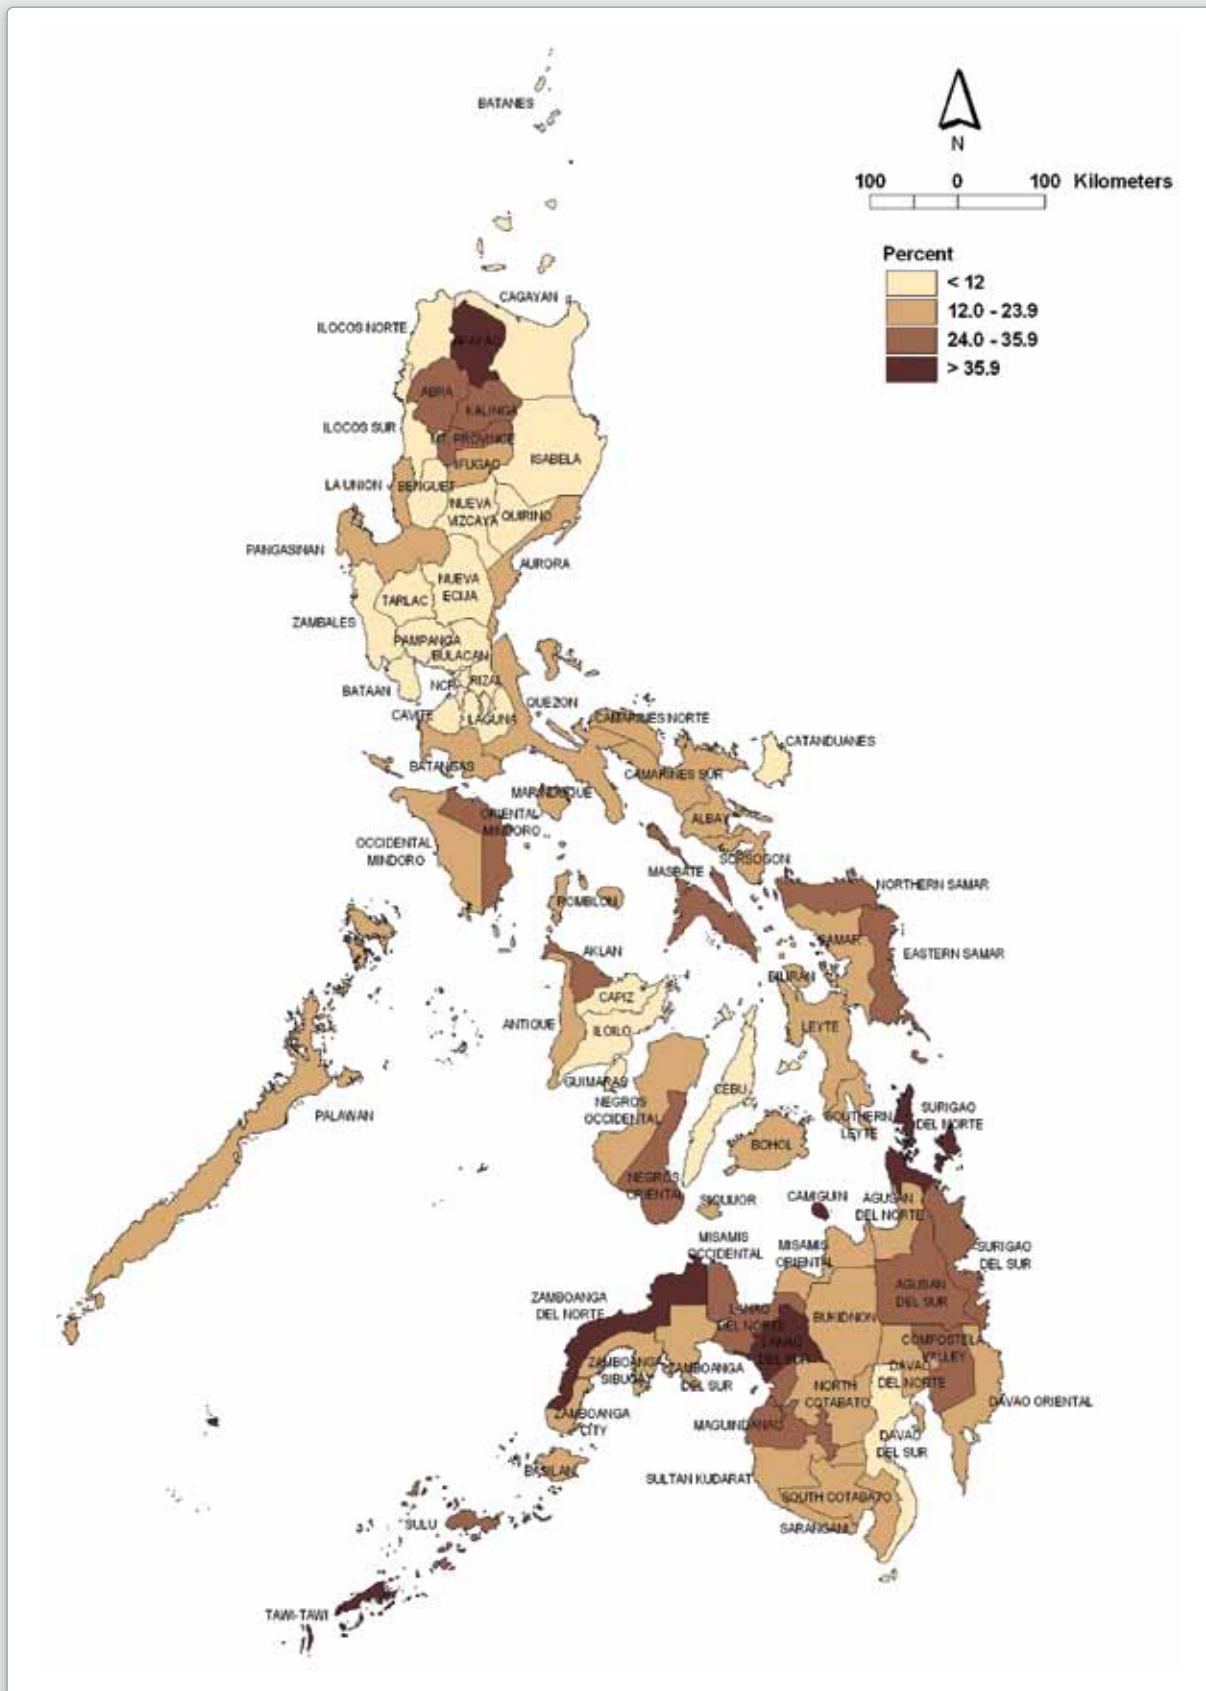 BATANES
N
100 0 100 Kilometers
Percent
< 12
12.0 - 23.9
24.0 - 35.9
> 35.9
CAGAYAN
ILOCOS NORTE
APAYAO
ABRA
KALINGA
ILOCOS SUR
MT. PROVINCE
IFUGAO
ISABELA
LA UNION
BENGUET
NUEVA
VIZCAYA
QUIRINO
PANGASINAN
AURORA
NUEVA
ECIJA
TARLAC
ZAMBALES
PAMPANGA
BULACAN
BATAAN
NCR
RIZAL
CAVITE
LAGUNA
QUEZON
CAMARINES NORTE
CATANDUANES
BATANGAS
CAMARINES SUR
MARINDUQUE
ORIENTAL
MINDORO
ALBAY
OCCIDENTAL
MINDORO
SORSOGON
MASBATE
NORTHERN SAMAR
ROMBLON
SAMAR
EASTERN SAMAR
AKLAN
BILIRAN
CAPIZ
ANTIQUE
ILOILO
LEYTE
GUIMARAS
CEBU
NEGROS
OCCIDENTAL
PALAWAN
SOUTHERN
LEYTE
SURIGAO
DEL NORTE
BOHOL
NEGROS
ORIENTAL
SIQUIJOR
CAMIGUIN
AGUSAN
DEL NORTE
MISAMIS
OCCIDENTAL
MISAMIS
ORIENTAL
SURIGAO
DEL SUR
ZAMBOANGA
DEL NORTE
LANAO
DEL NORTE
BUKIDNON
AGUSAN
DEL SUR
LANAO
DEL SUR
COMPOSTELA
VALLEY
ZAMBOANGA
SIBUGAY
ZAMBOANGA
DEL SUR
DAVAO
DEL NORTE
NORTH
COTABATO
DAVAO ORIENTAL
ZAMBOANGA
CITY
MAGUINDANAO
DAVAO
DEL SUR
BASILAN
SULTAN KUDARAT
SOUTH COTABATO
SARANGANI
SULU
TAWI-TAWI